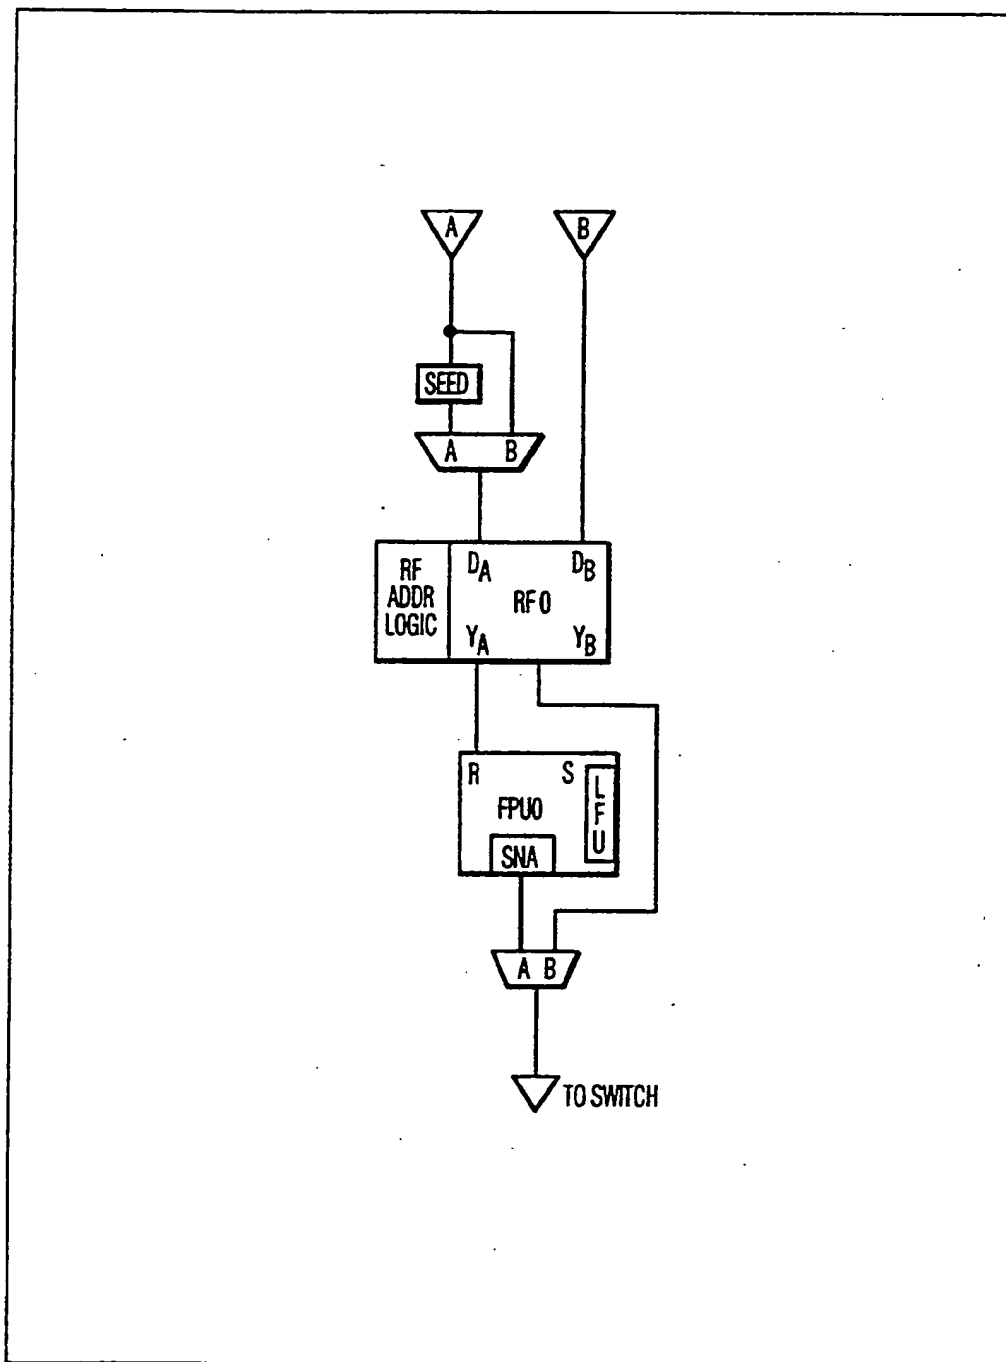 A B
SEED
A B
RF
ADDR
LOGIC
DA DB
RF0
YA YB
R S
FPU0
LFU
SNA
A B
TO SWITCH